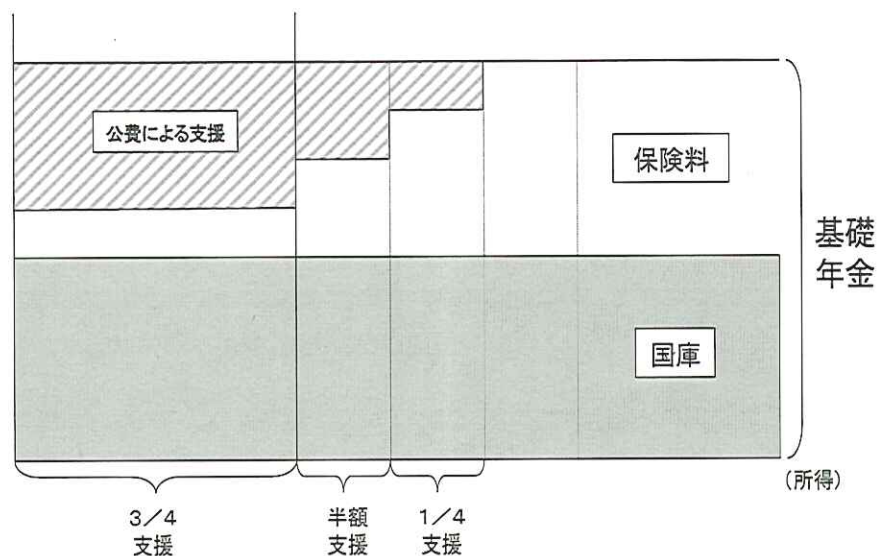 公費による支援
保険料
基礎
年金
国庫
(所得)
3/4
支援
半額
支援
1/4
支援